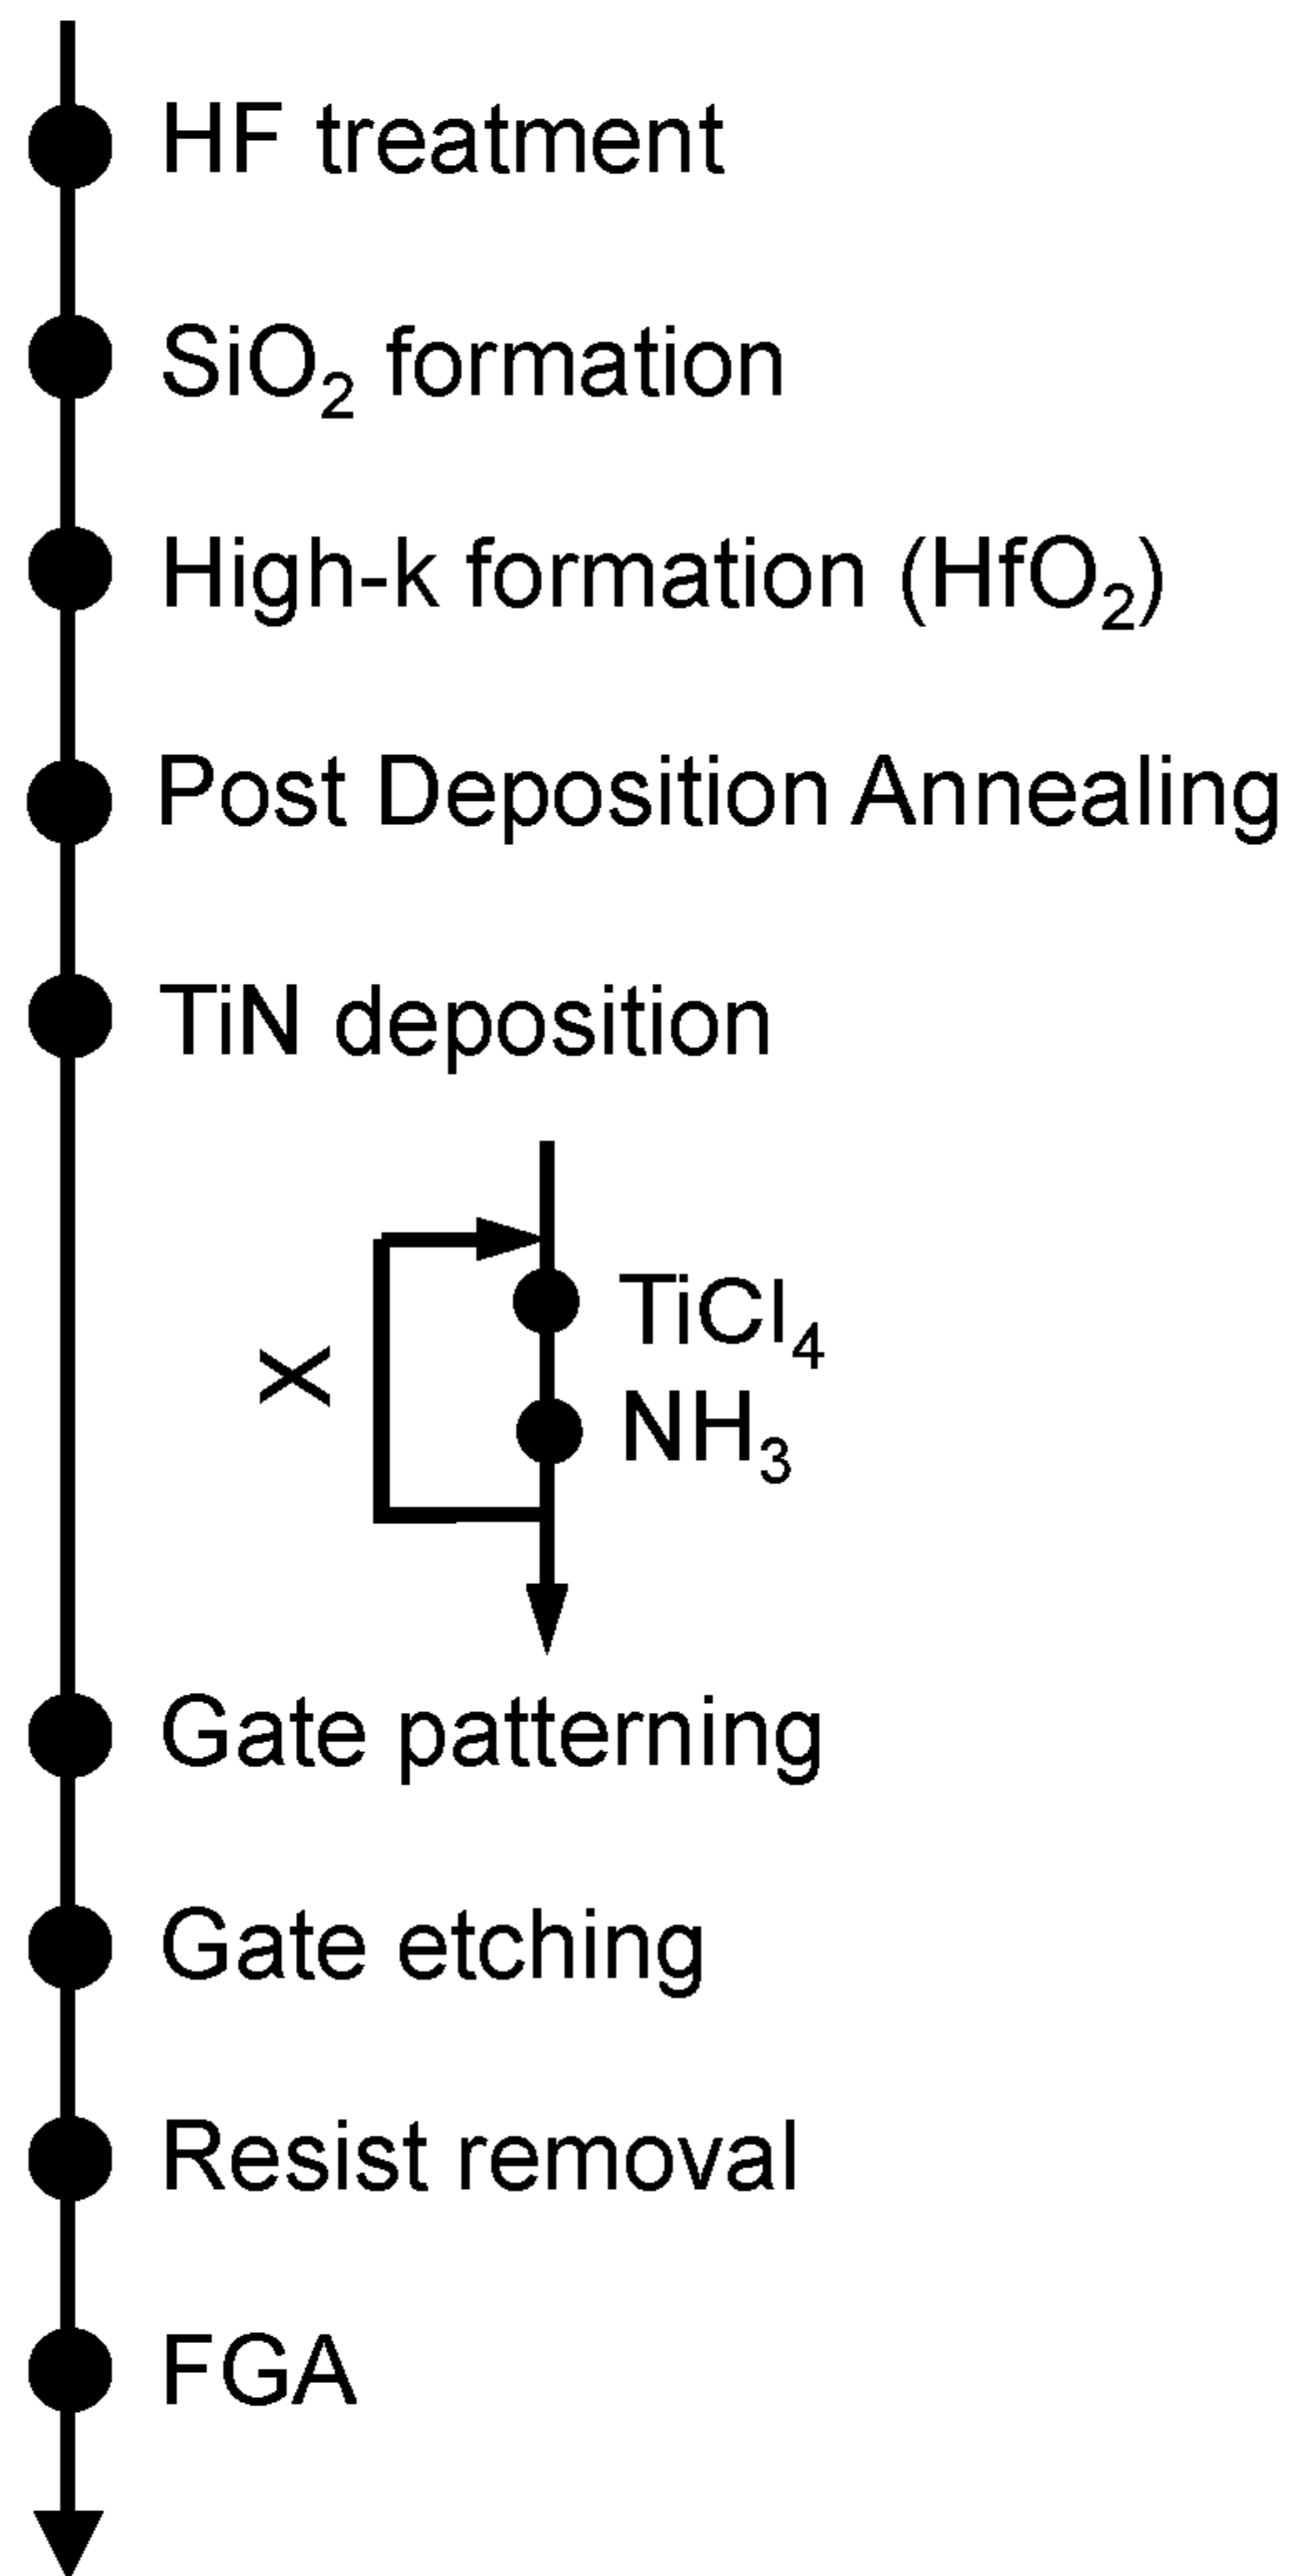 HF treatment
SiO₂ formation
High-k formation (HfO₂)
Post Deposition Annealing
TiN deposition
TiCl₄
X
NH₃
Gate patterning
Gate etching
Resist removal
FGA